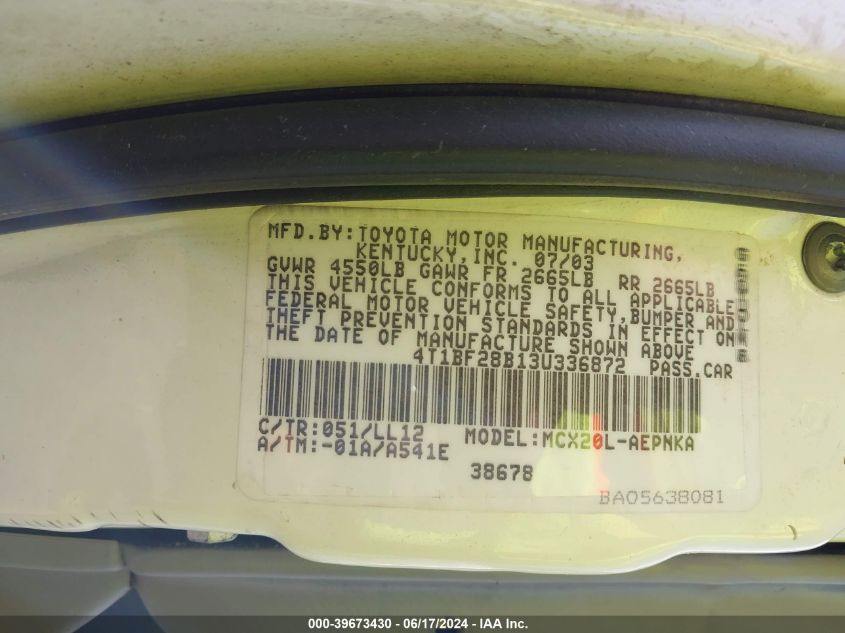 MFD.BY:TOYOTA MOTOR MANUFACTURING,
KENTUCKY,INC. 07/03
GVWR 4550LB GAWR FR 2665LB RR 2665LB
THIS VEHICLE CONFORMS TO ALL APPLICABLE
FEDERAL MOTOR VEHICLE SAFETY,BUMPER,AND
THEFT PREVENTION STANDARDS IN EFFECT ON
THE DATE OF MANUFACTURE SHOWN ABOVE
4T1BF28B13U336872 PASS.CAR
C/TR:051/LL12 MODEL:MCX20L-AEPNKA
A/TM:-01A/A541E
38678
BA05638081
000-39673430 - 06/17/2024 - IAA Inc.